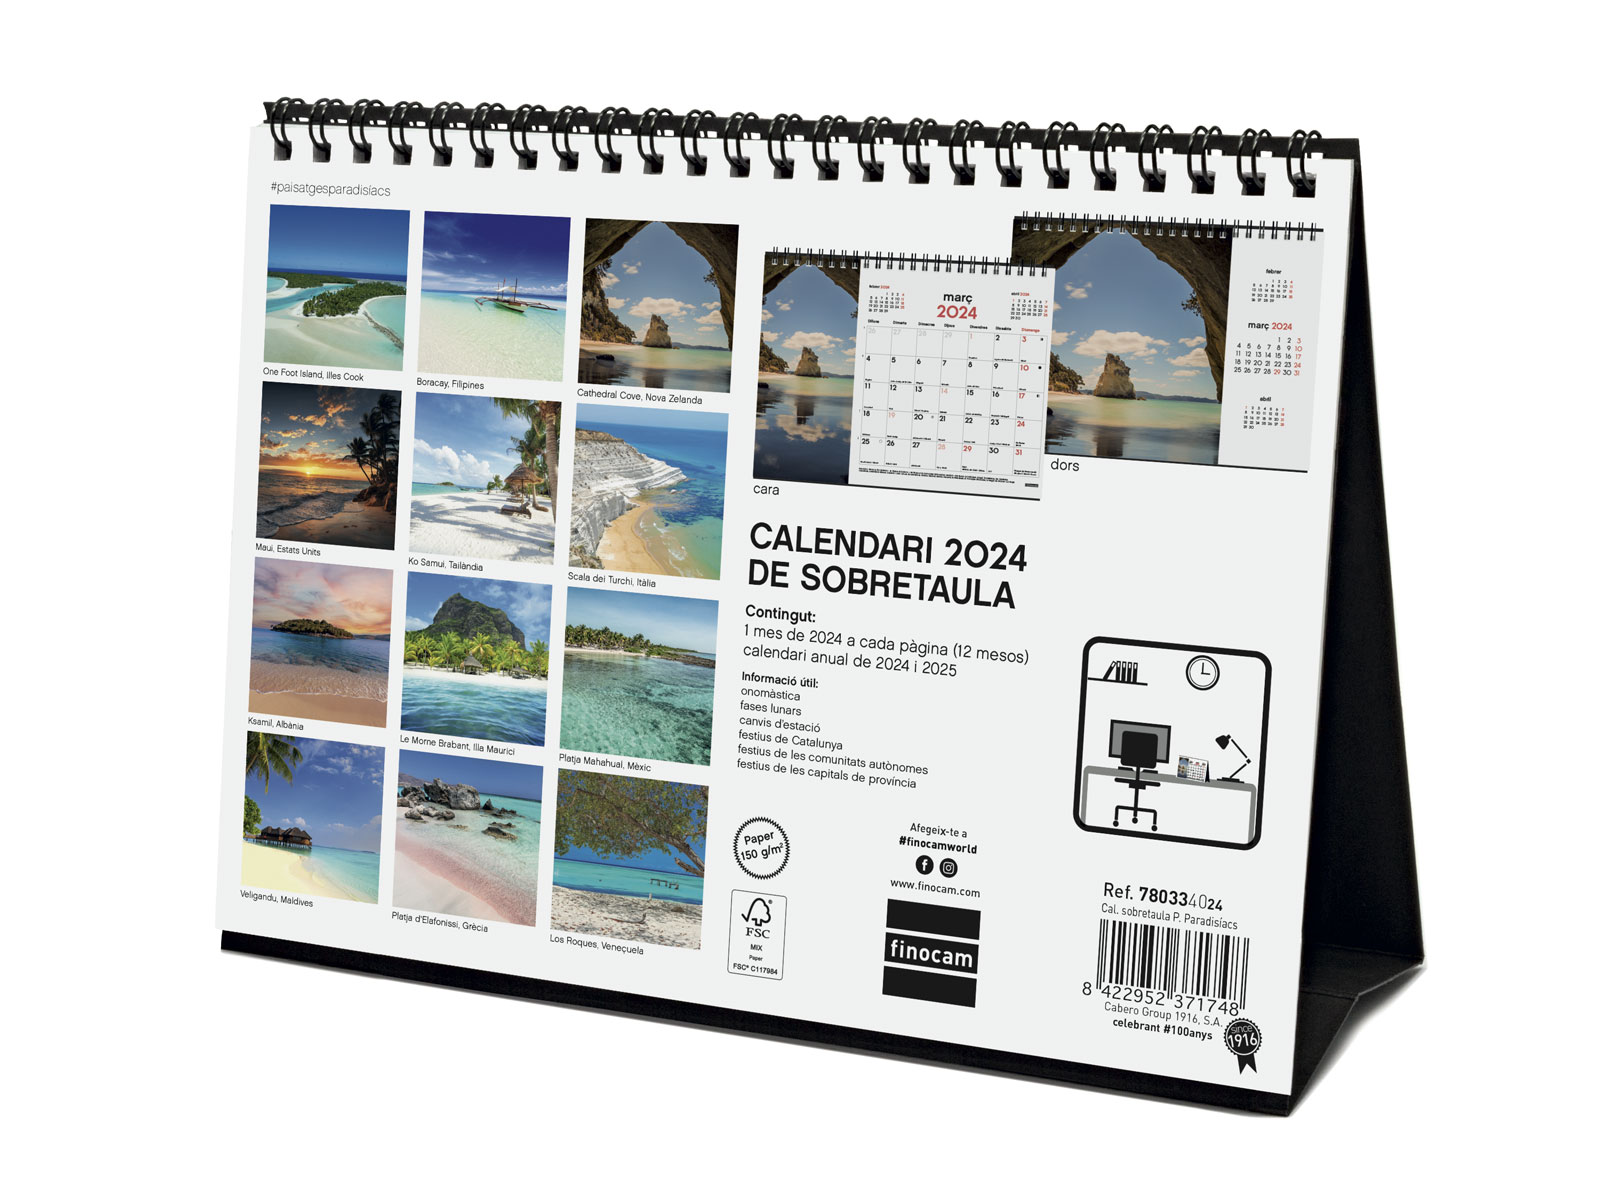 #paisatgesparadisíacs
One Foot Island, Illes Cook
Boracay, Filipines
Cathedral Cove, Nova Zelanda
Maui, Estats Units
Ko Samui, Tailàndia
Scala dei Turchi, Itàlia
Ksamil, Albània
Le Morne Brabant, Illa Maurici
Platja Mahahual, Mèxic
Veligandu, Maldives
Platja d'Elafonissi, Grècia
Los Roques, Veneçuela
març
2024
cara
febrer
març 2024
abril
dors
CALENDARI 2024
DE SOBRETAULA
Contingut:
1 mes de 2024 a cada pàgina (12 mesos)
calendari anual de 2024 i 2025
Informació útil:
onomàstica
fases lunars
canvis d'estació
festius de Catalunya
festius de les comunitats autònomes
festius de les capitals de província
Paper
150 g/m²
FSC
MIX
Paper
FSC® C117984
Afegeix-te a
#finocamworld
www.finocam.com
finocam
Ref. 780334024
Cal. sobretaula P. Paradisíacs
8 422952 371748
Cabero Group 1916, S.A.
celebrant #100anys
since
1916